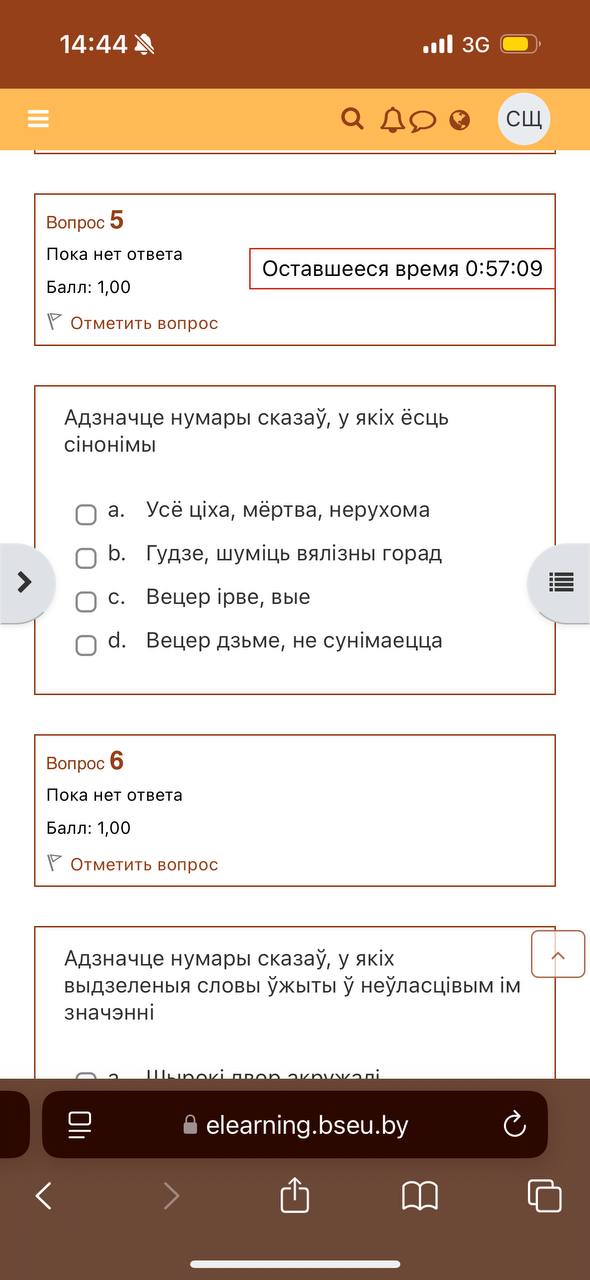 14:44
3G
СЩ
Вопрос 5
Пока нет ответа
Оставшееся время 0:57:09
Балл: 1,00
Отметить вопрос
Адзначце нумары сказаў, у якіх ёсць
сінонімы
a. Усё ціха, мёртва, нерухома
b. Гудзе, шуміць вялізны горад
c. Вецер ірве, вые
d. Вецер дзьме, не сунімаецца
Вопрос 6
Пока нет ответа
Балл: 1,00
Отметить вопрос
Адзначце нумары сказаў, у якіх
выдзеленыя словы ўжыты ў неўласцівым ім
значэнні
a. Шырокі двор акружалі
elearning.bseu.by